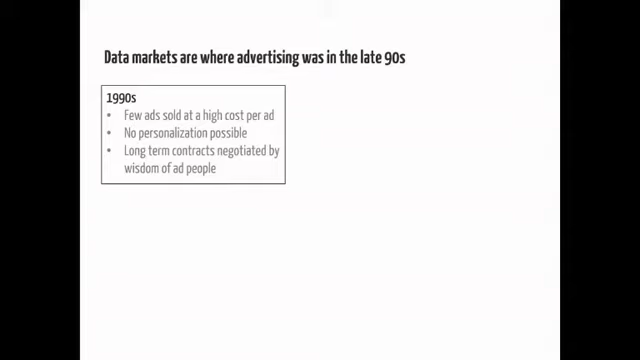 Data markets are where advertising was in the late 90s
1990s
• Few ads sold at a high cost per ad
• No personalization possible
• Long term contracts negotiated by
wisdom of ad people